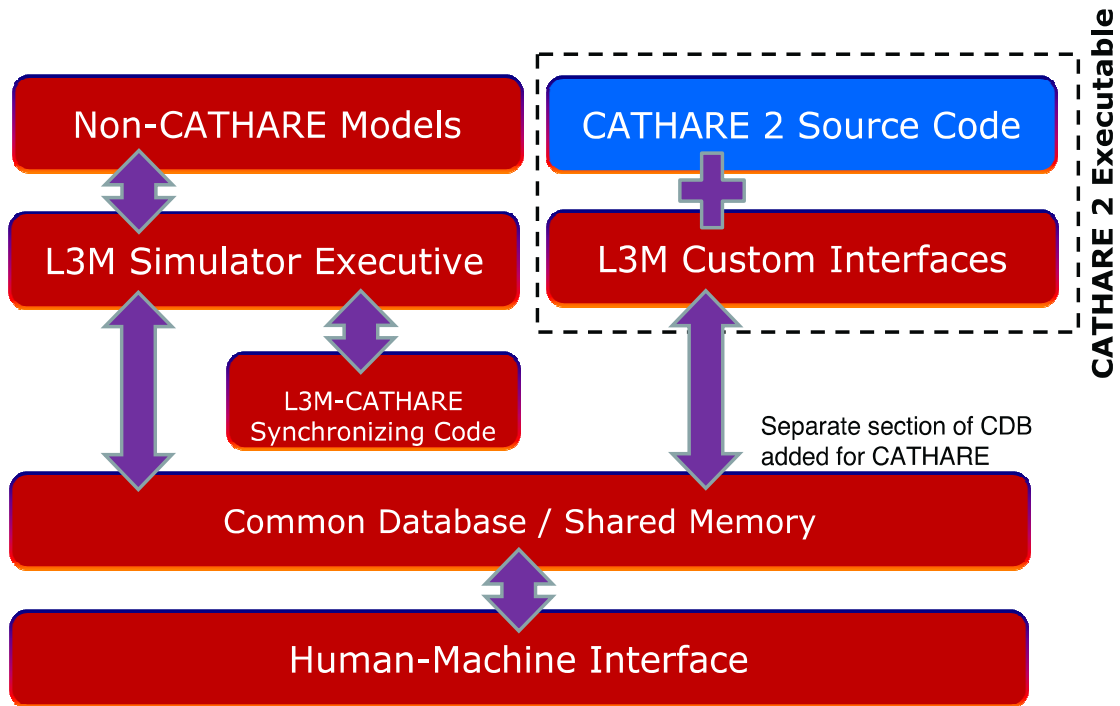 Non-CATHARE Models
CATHARE 2 Source Code
CATHARE 2 Executable
L3M Simulator Executive
L3M Custom Interfaces
L3M-CATHARE
Synchronizing Code
Separate section of CDB
added for CATHARE
Common Database / Shared Memory
Human-Machine Interface